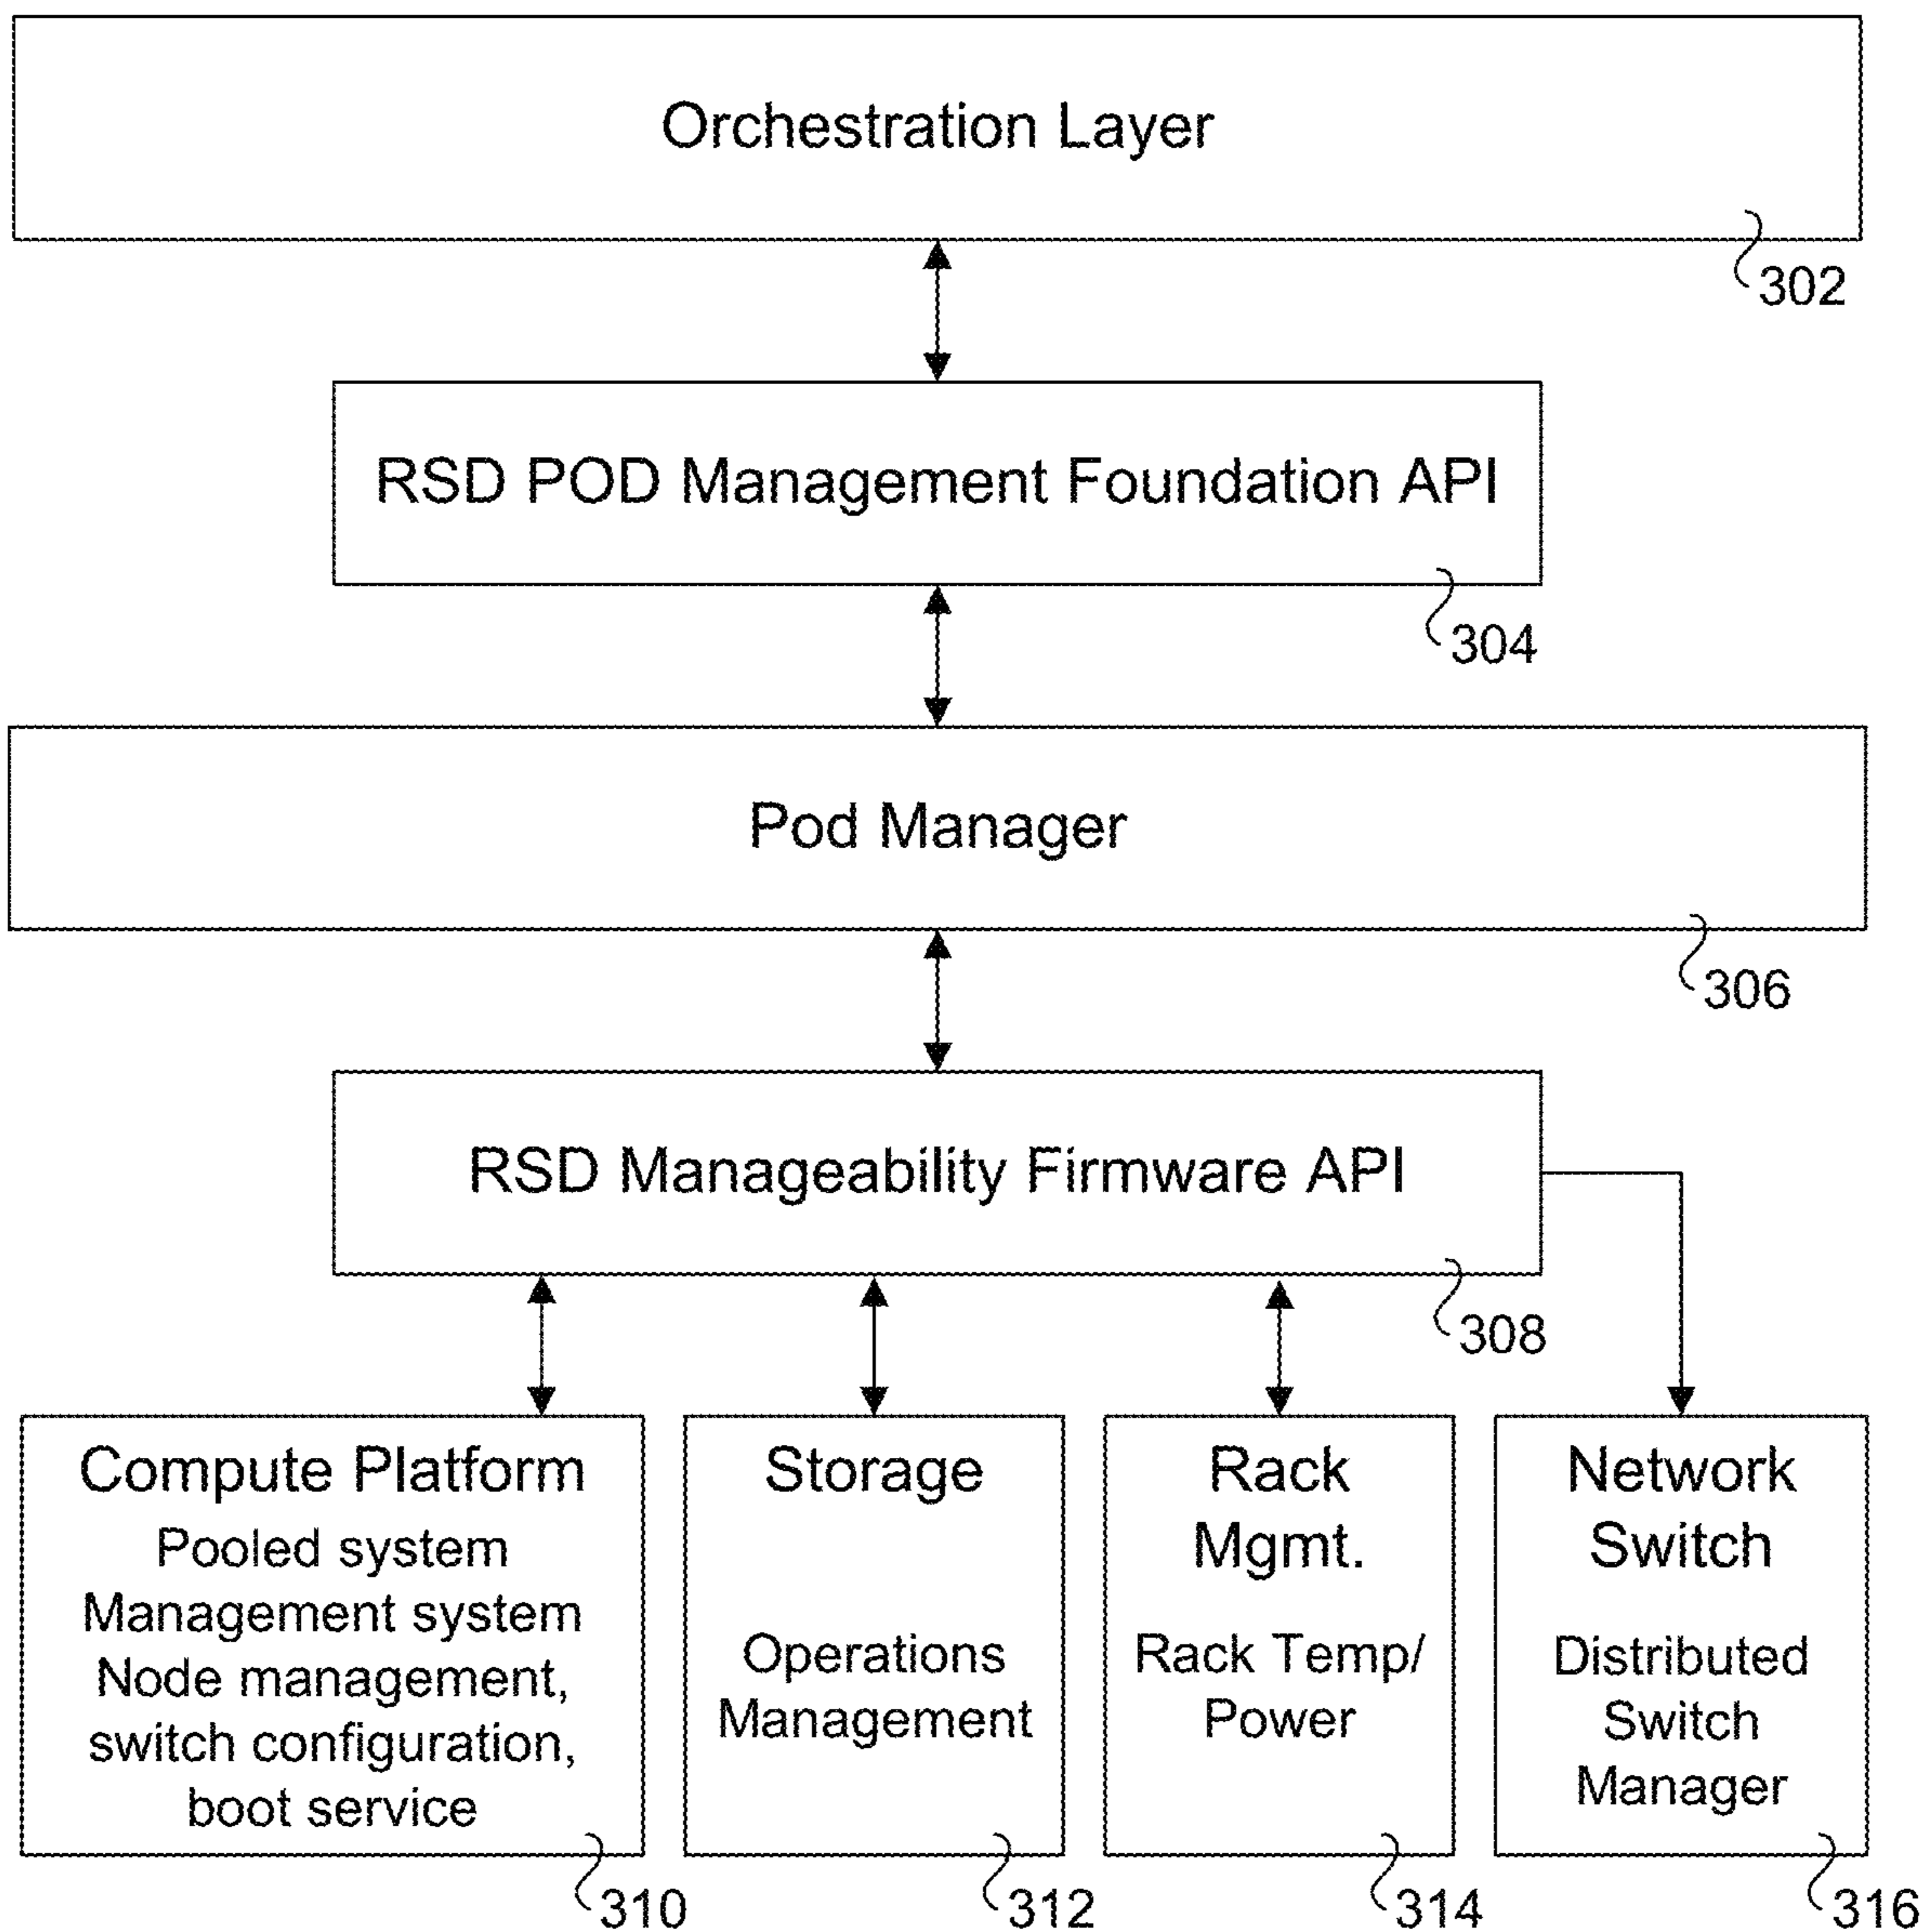 Orchestration Layer
302
RSD POD Management Foundation API
304
Pod Manager
306
RSD Manageability Firmware API
308
Compute Platform
Pooled system
Management system
Node management,
switch configuration,
boot service
310
Storage
Operations
Management
312
Rack
Mgmt.
Rack Temp/
Power
314
Network
Switch
Distributed
Switch
Manager
316